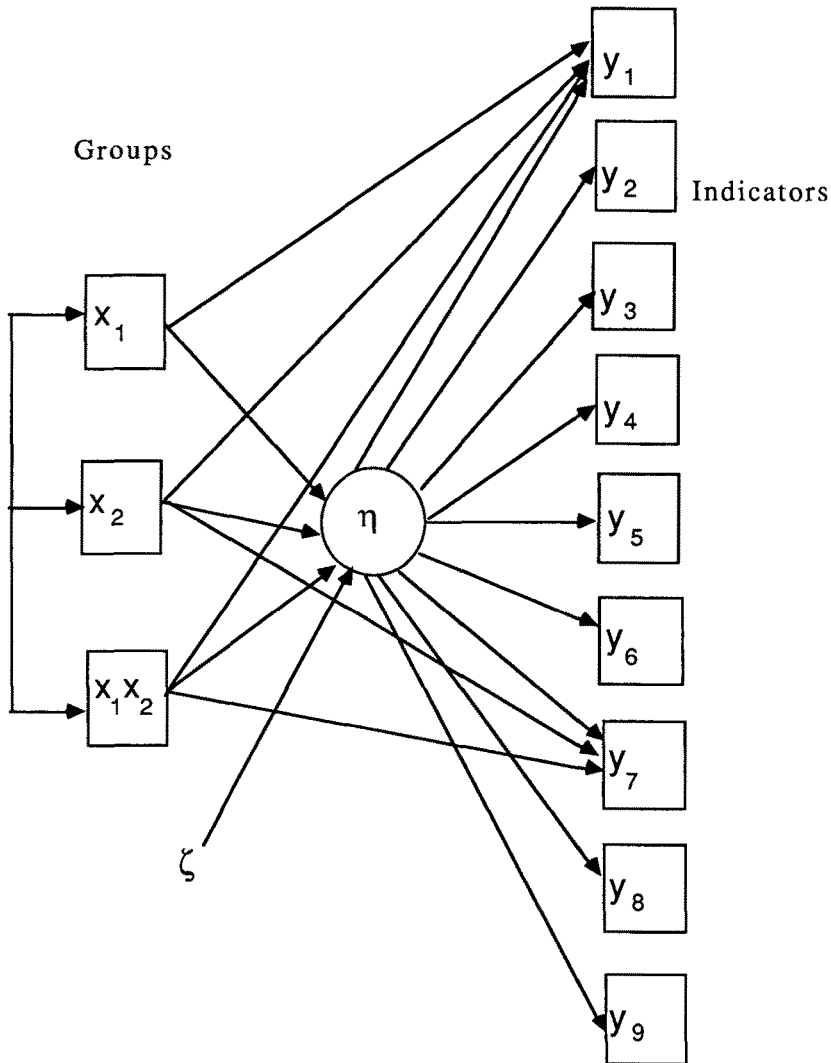 y₁
Groups
y₂
Indicators
y₃
x₁
y₄
x₂
η
y₅
y₆
x₁x₂
y₇
ζ
y₈
y₉